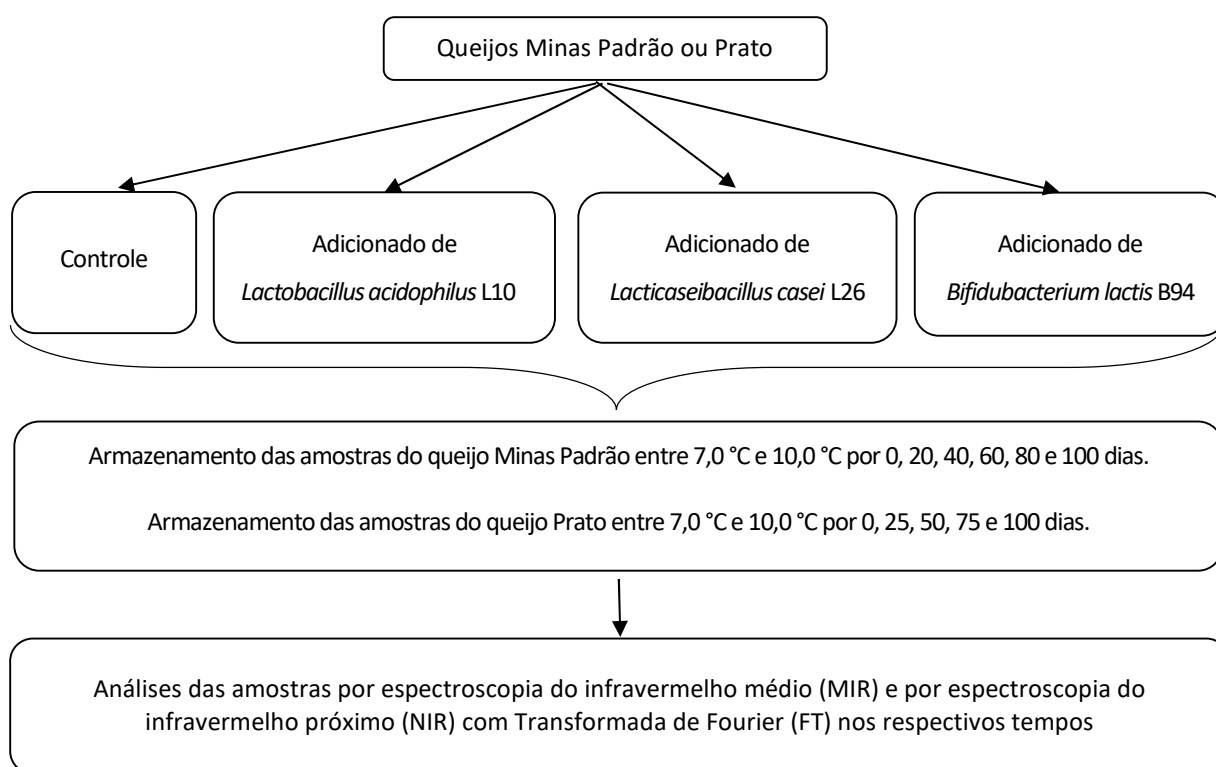 Queijos Minas Padrão ou Prato
Controle
Adicionado de
Lactobacillus acidophilus L10
Adicionado de
Lacticaseibacillus casei L26
Adicionado de
Bifidubacterium lactis B94
Armazenamento das amostras do queijo Minas Padrão entre 7,0 °C e 10,0 °C por 0, 20, 40, 60, 80 e 100 dias.
Armazenamento das amostras do queijo Prato entre 7,0 °C e 10,0 °C por 0, 25, 50, 75 e 100 dias.
Análises das amostras por espectroscopia do infravermelho médio (MIR) e por espectroscopia do
infravermelho próximo (NIR) com Transformada de Fourier (FT) nos respectivos tempos